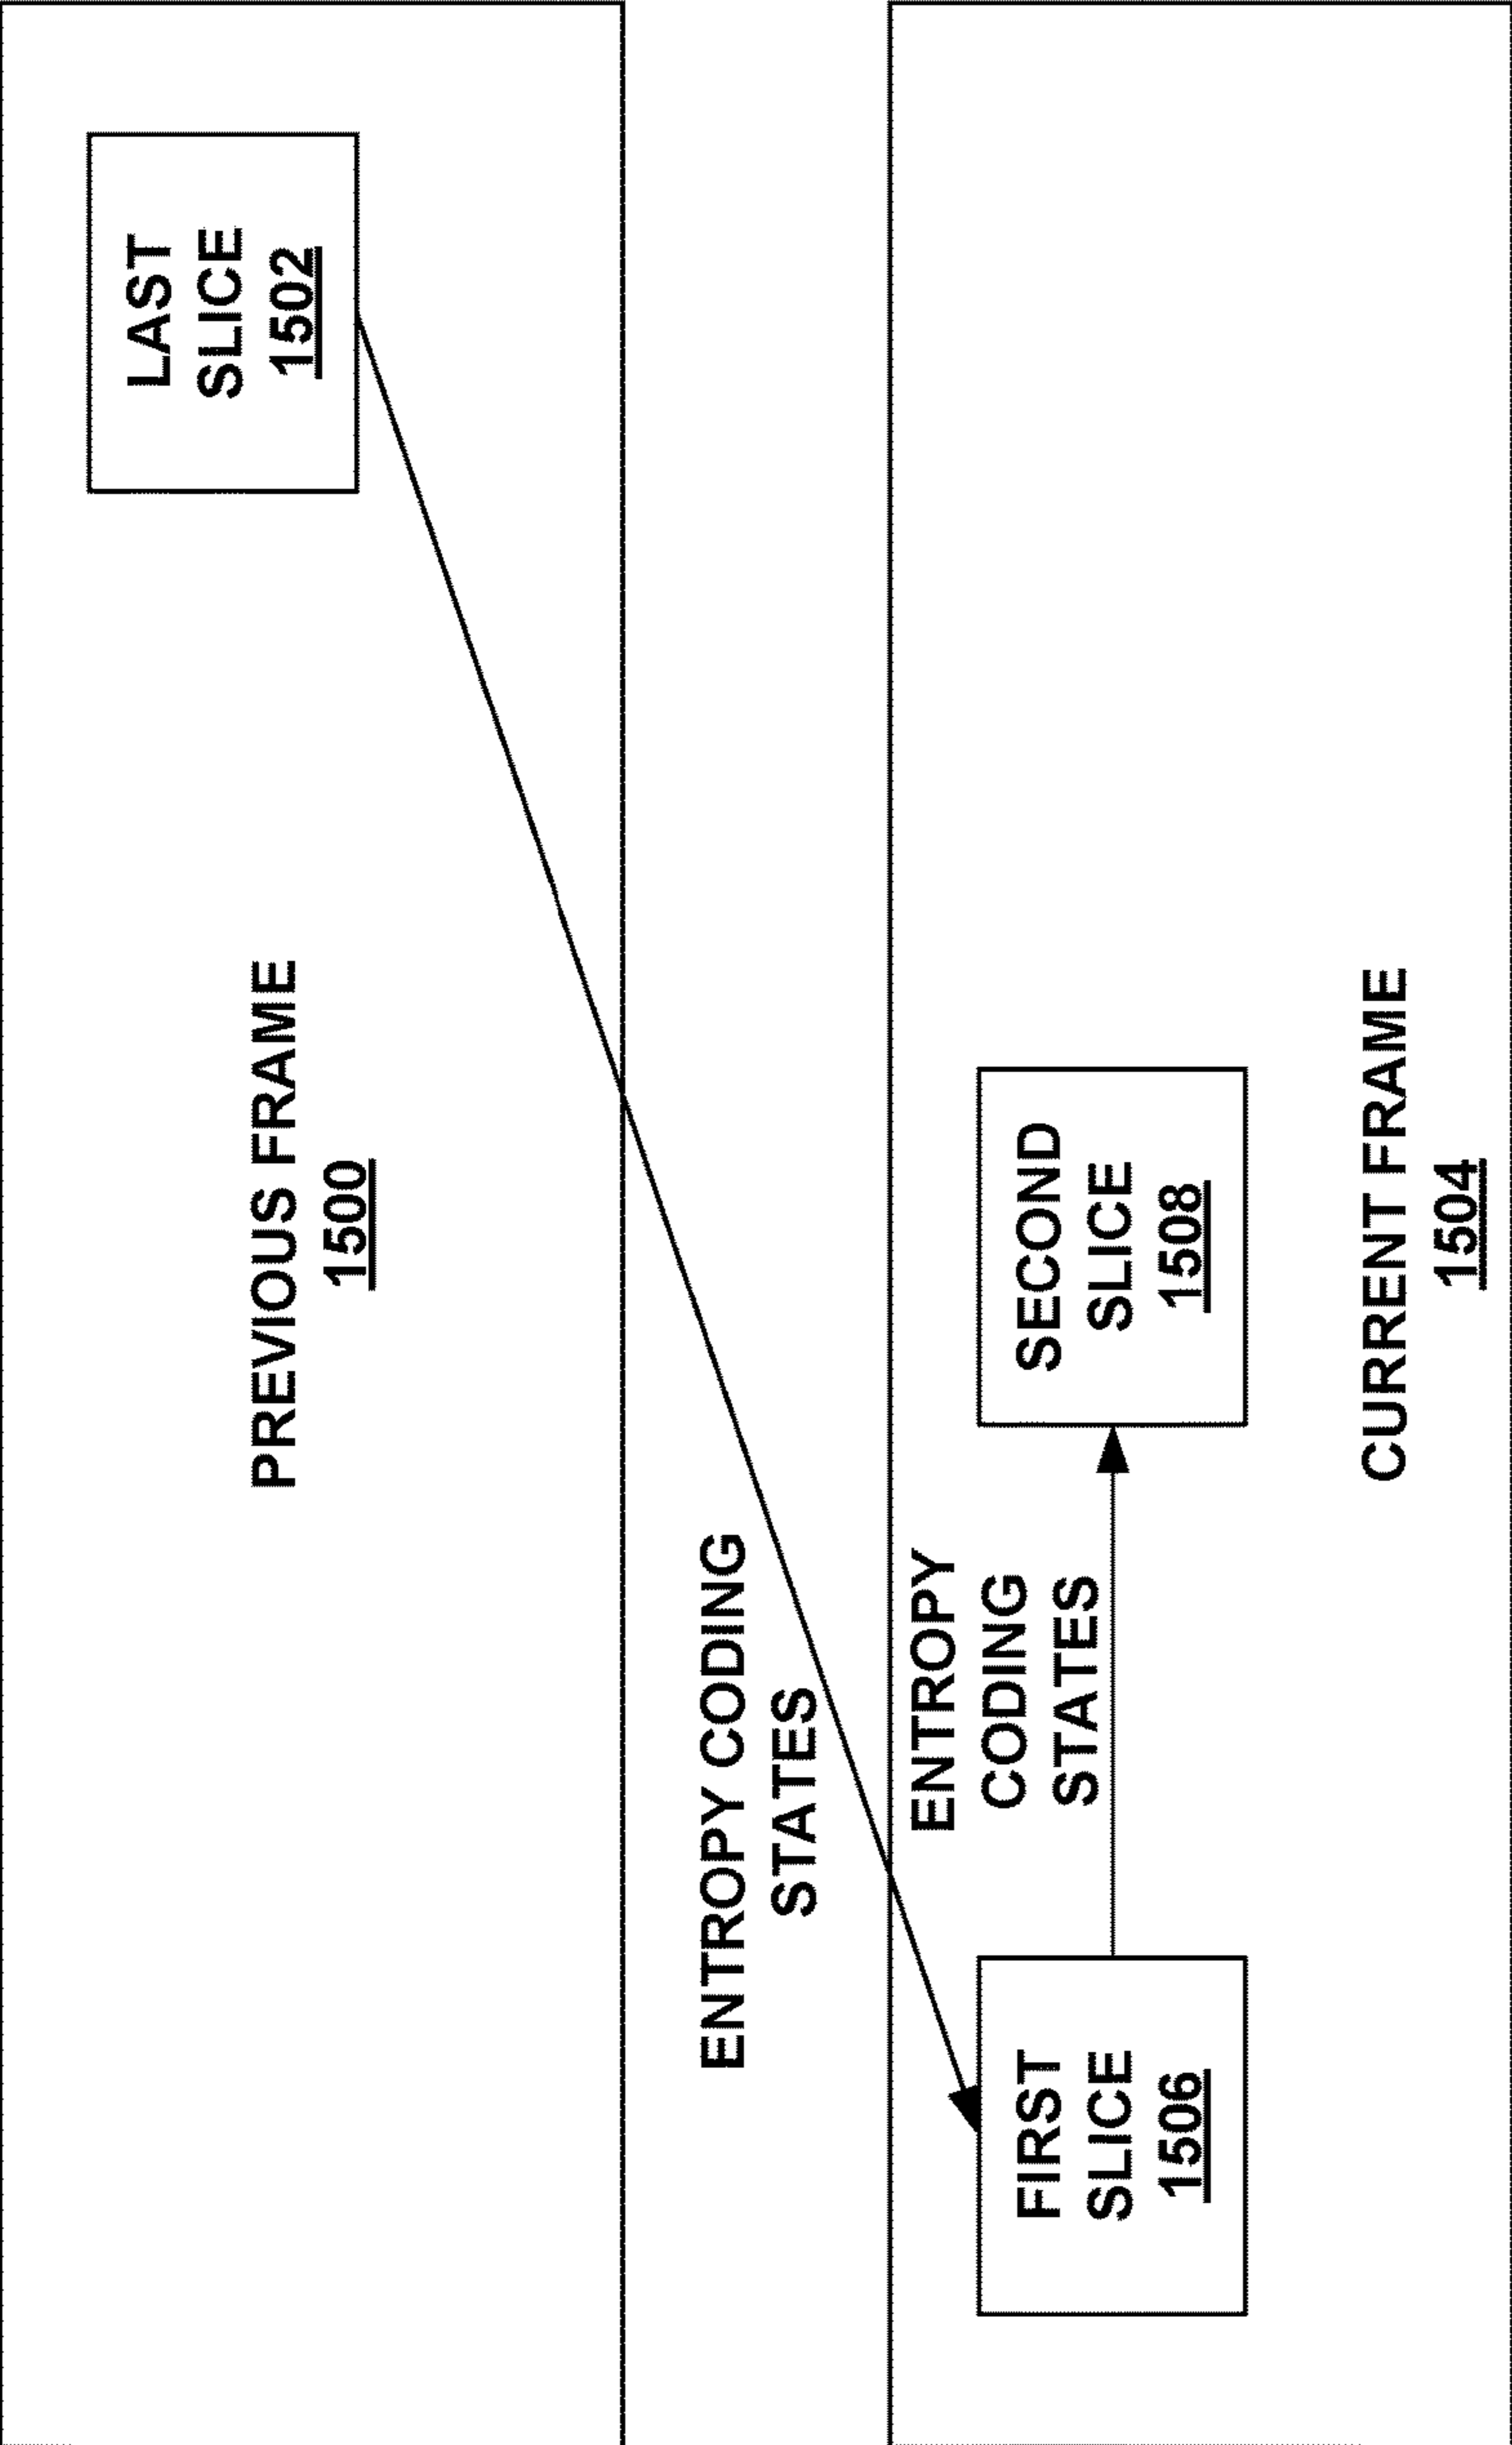 PREVIOUS FRAME
1500
LAST
SLICE
1502
ENTROPY CODING
STATES
ENTROPY
CODING
STATES
FIRST
SLICE
1506
SECOND
SLICE
1508
CURRENT FRAME
1504